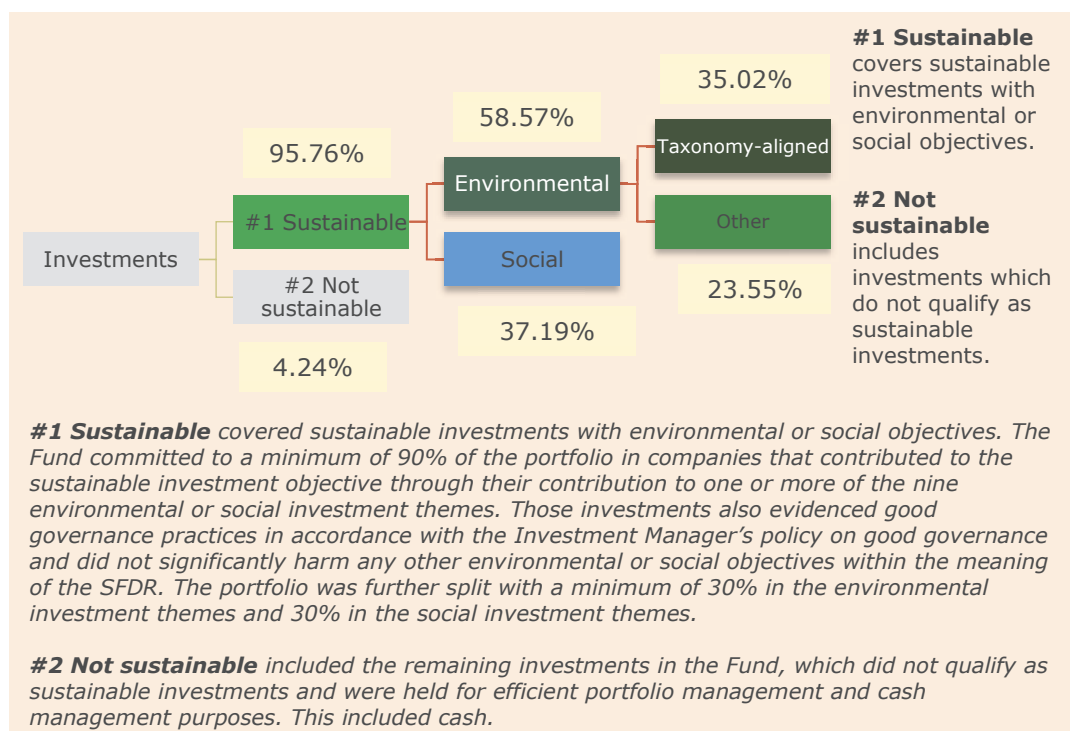 35.02%
58.57%
95.76%
Taxonomy-aligned
Environmental
#1 Sustainable
Other
Investments
Social
#2 Not
sustainable
23.55%
37.19%
4.24%
#1 Sustainable
covers sustainable
investments with
environmental or
social objectives.
#2 Not
sustainable
includes
investments which
do not qualify as
sustainable
investments.
#1 Sustainable covered sustainable investments with environmental or social objectives. The
Fund committed to a minimum of 90% of the portfolio in companies that contributed to the
sustainable investment objective through their contribution to one or more of the nine
environmental or social investment themes. Those investments also evidenced good
governance practices in accordance with the Investment Manager’s policy on good governance
and did not significantly harm any other environmental or social objectives within the meaning
of the SFDR. The portfolio was further split with a minimum of 30% in the environmental
investment themes and 30% in the social investment themes.
#2 Not sustainable included the remaining investments in the Fund, which did not qualify as
sustainable investments and were held for efficient portfolio management and cash
management purposes. This included cash.